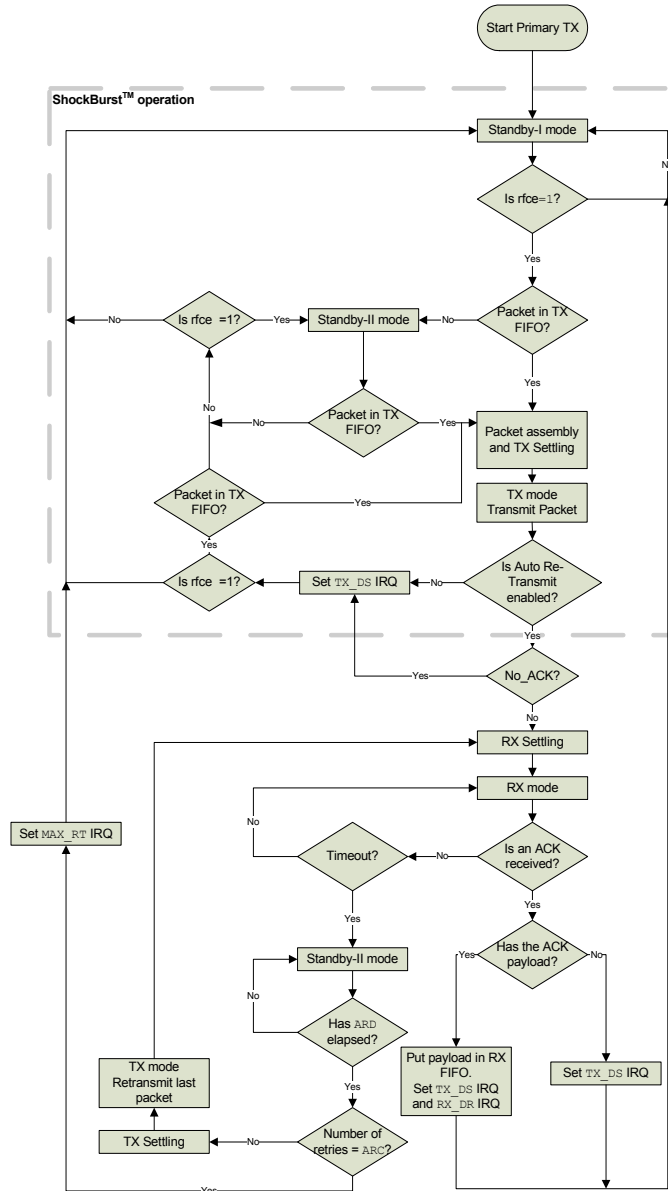 Start Primary TX
ShockBurst™ operation
Standby-I mode
Is rfce=1?
Yes
Is rfce =1?
No
Yes
Standby-II mode
No
Packet in TX
FIFO?
Yes
No
No
Packet in TX
FIFO?
Yes
Packet assembly
and TX Settling
Packet in TX
FIFO?
Yes
TX mode
Transmit Packet
Yes
Is rfce =1?
Set TX_DS IRQ
No
Is Auto Re-
Transmit
enabled?
Yes
Yes
No_ACK?
No
RX Settling
RX mode
No
Set MAX_RT IRQ
Timeout?
No
Is an ACK
received?
Yes
Yes
Standby-II mode
Yes
Has the ACK
payload?
No
No
Has ARD
elapsed?
Yes
TX mode
Retransmit last
packet
Put payload in RX
FIFO.
Set TX_DS IRQ
and RX_DR IRQ
Set TX_DS IRQ
TX Settling
No
Number of
retries = ARC?
Yes